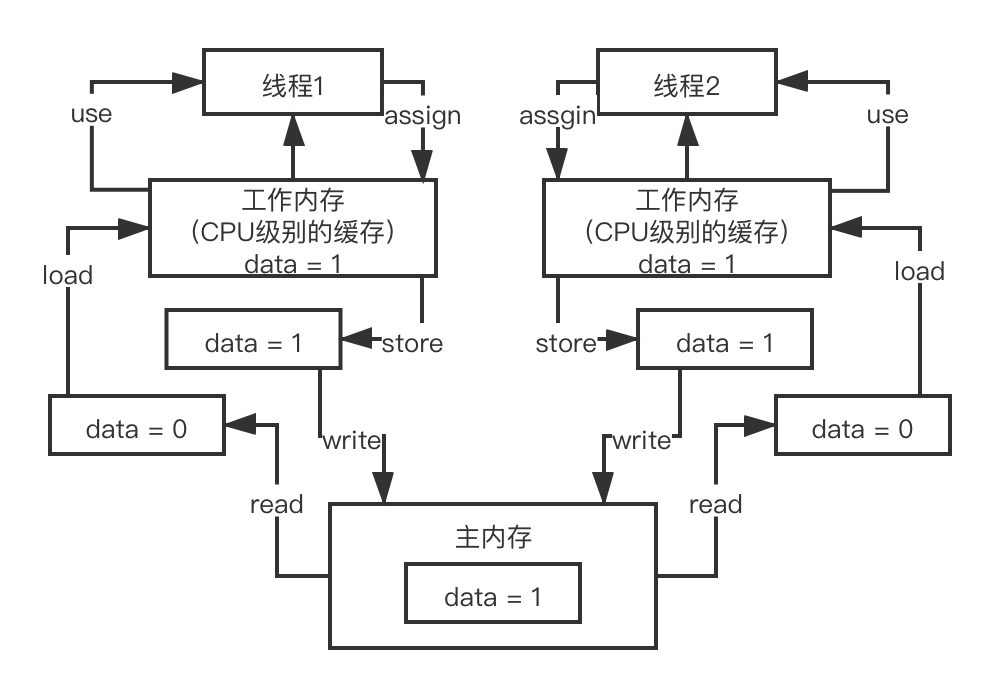 线程1
线程2
use
assign
assgin
use
工作内存
（CPU级别的缓存）
data = 1
工作内存
（CPU级别的缓存）
data = 1
load
load
data = 1
store
store
data = 1
data = 0
data = 0
write
write
read
read
主内存
data = 1